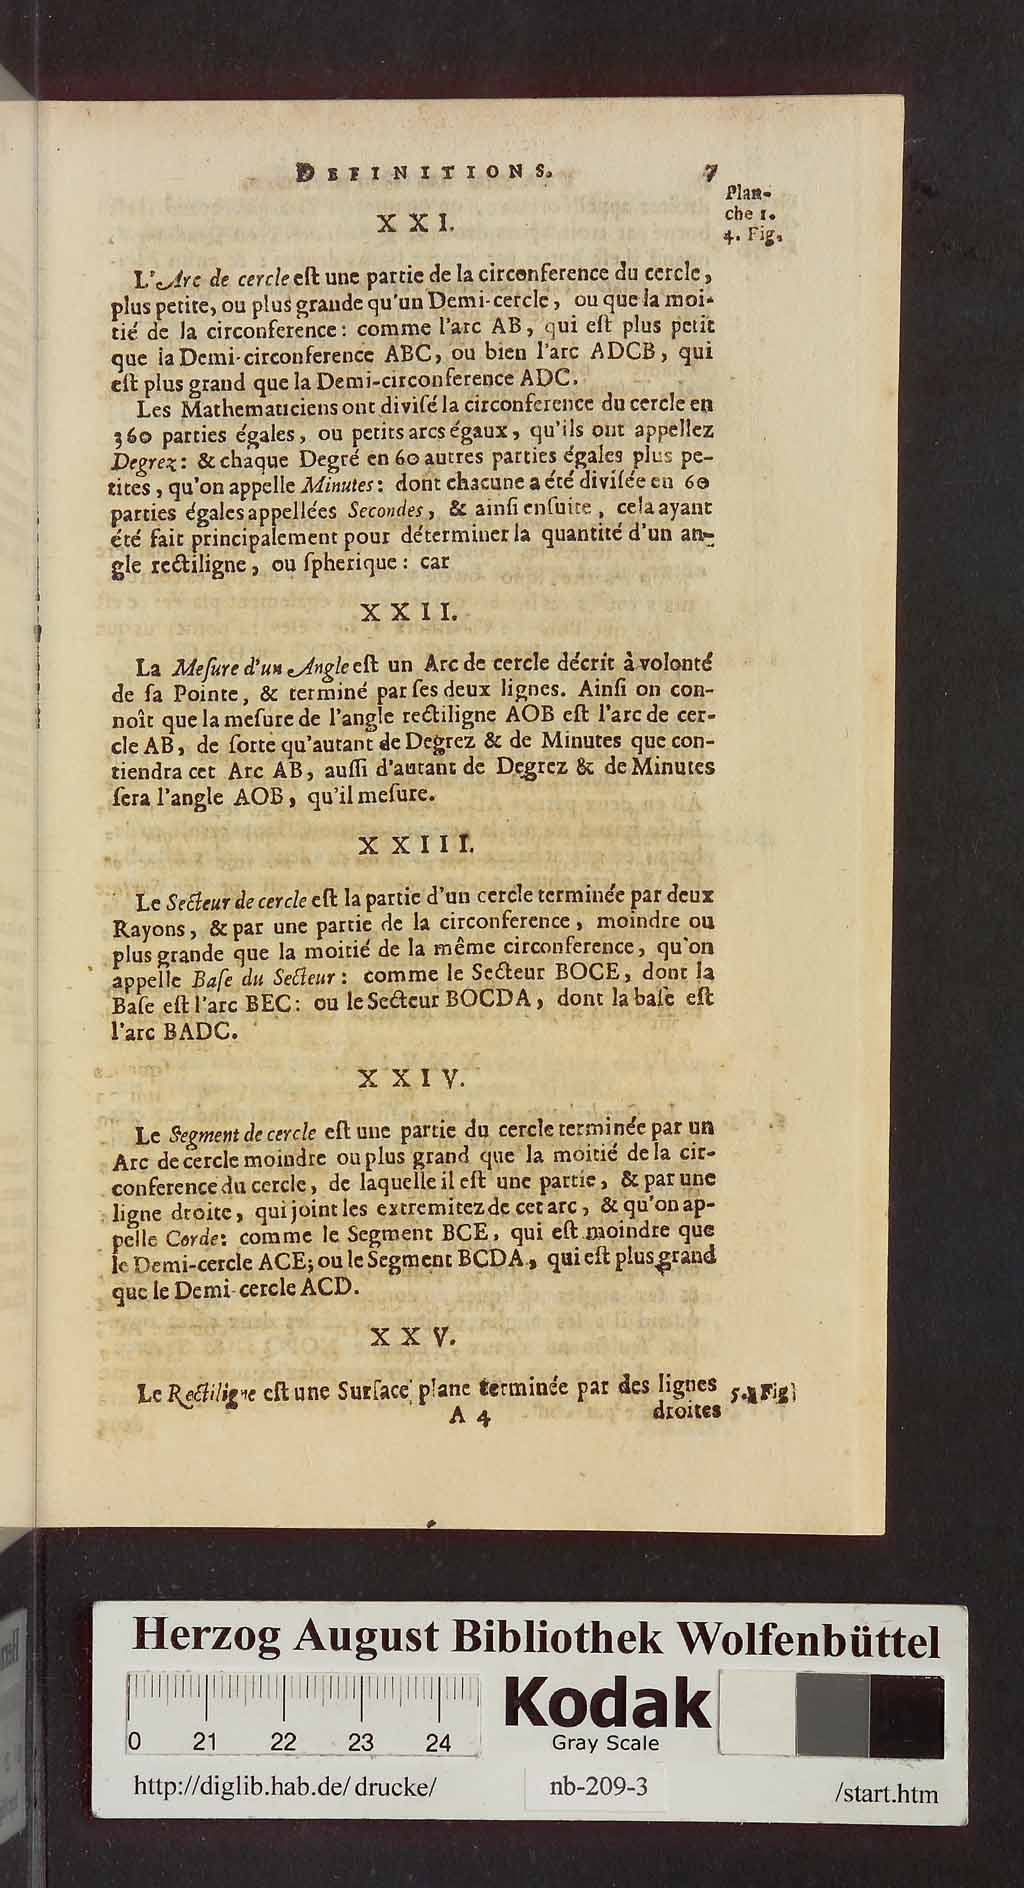 DEFINITIONS. 7
Plan-
che 1.
4. Fig.
XXI.
L'Arc de cercle eſt une partie de la circonference du cercle,
plus petite, ou plus grande qu'un Demi-cercle, ou que la moi-
tié de la circonference: comme l'arc AB, qui eſt plus petit
que la Demi-circonference ABC, ou bien l'arc ADCB, qui
eſt plus grand que la Demi-circonference ADC.
Les Mathematiciens ont diviſé la circonference du cercle en
360 parties égales, ou petits arcs égaux, qu'ils ont appellez
Degrez: & chaque Degré en 60 autres parties égales plus pe-
tites, qu'on appelle Minutes: dont chacune a été diviſée en 60
parties égales appellées Secondes, & ainſi enſuite, cela ayant
été fait principalement pour déterminer la quantité d'un an-
gle rectiligne, ou ſpherique: car
XXII.
La Meſure d'un Angle eſt un Arc de cercle décrit à volonté
de ſa Pointe, & terminé par ſes deux lignes. Ainſi on con-
noît que la meſure de l'angle rectiligne AOB eſt l'arc de cer-
cle AB, de ſorte qu'autant de Degrez & de Minutes que con-
tiendra cet Arc AB, auſſi d'autant de Degrez & de Minutes
ſera l'angle AOB, qu'il meſure.
XXIII.
Le Secteur de cercle eſt la partie d'un cercle terminée par deux
Rayons, & par une partie de la circonference, moindre ou
plus grande que la moitié de la même circonference, qu'on
appelle Baſe du Secteur: comme le Secteur BOCE, dont la
Baſe eſt l'arc BEC: ou le Secteur BOCDA, dont la baſe eſt
l'arc BADC.
XXIV.
Le Segment de cercle eſt une partie du cercle terminée par un
Arc de cercle moindre ou plus grand que la moitié de la cir-
conference du cercle, de laquelle il eſt une partie, & par une
ligne droite, qui joint les extremitez de cet arc, & qu'on ap-
pelle Corde: comme le Segment BCE, qui eſt moindre que
le Demi-cercle ACE; ou le Segment BCDA, qui eſt plus grand
que le Demi-cercle ACD.
XXV.
Le Rectiligne eſt une Surface plane terminée par des lignes
5. Fig
A 4 droites
Herzog August Bibliothek Wolfenbüttel
0 21 22 23 24
Kodak
Gray Scale
http://diglib.hab.de/drucke/ nb-209-3 /start.htm